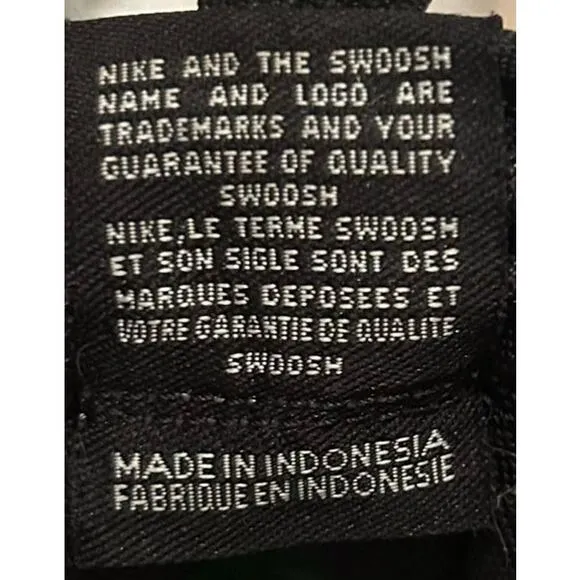 NIKE AND THE SWOOSH
NAME AND LOGO ARE
TRADEMARKS AND YOUR
GUARANTEE OF QUALITY
SWOOSH
NIKE,LE TERME SWOOSH
ET SON SIGLE SONT DES
MARQUES DEPOSEES ET
VOTRE GARANTIE DE QUALITE
SWOOSH
MADE IN INDONESIA
FABRIQUE EN INDONESIE